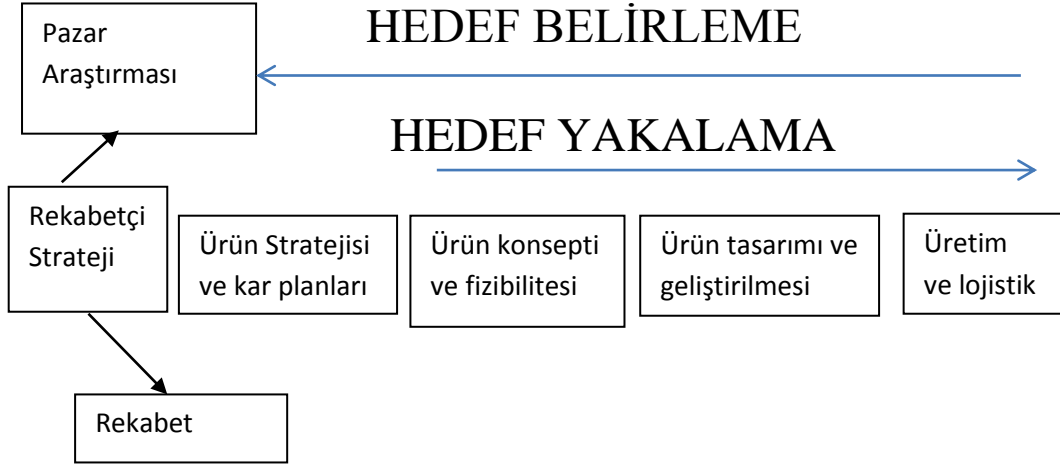 Pazar
Araştırması
HEDEF BELİRLEME
HEDEF YAKALAMA
Rekabetçi
Strateji
Ürün Stratejisi
ve kar planları
Ürün konsepti
ve fizibilitesi
Ürün tasarımı ve
geliştirilmesi
Üretim
ve lojistik
Rekabet